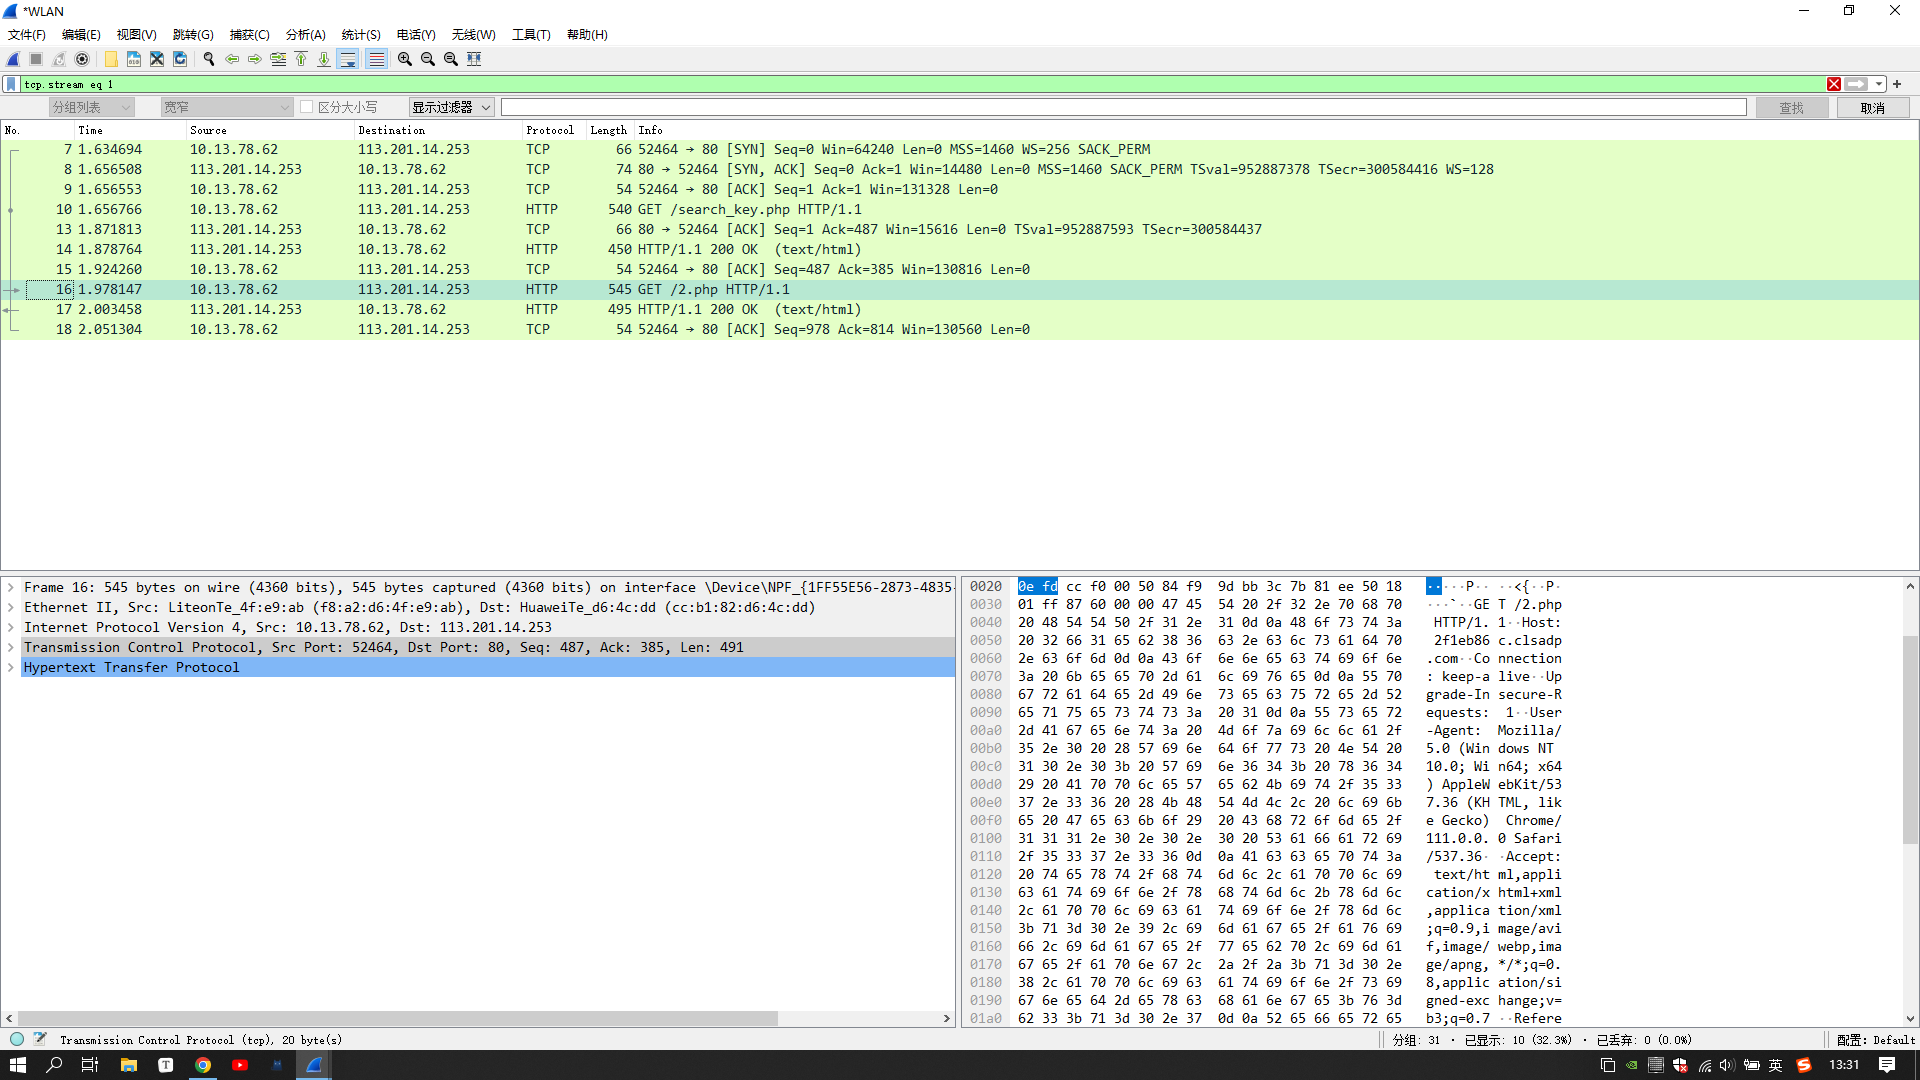 *WLAN
文件(F) 编辑(E) 视图(V) 跳转(G) 捕获(C) 分析(A) 统计(S) 电话(Y) 无线(W) 工具(T) 帮助(H)
tcp.stream eq 1
分组列表 宽窄 区分大小写 显示过滤器 查找 取消
No. Time Source Destination Protocol Length Info
7 1.634694 10.13.78.62 113.201.14.253 TCP 66 52464 → 80 [SYN] Seq=0 Win=64240 Len=0 MSS=1460 WS=256 SACK_PERM
8 1.656508 113.201.14.253 10.13.78.62 TCP 74 80 → 52464 [SYN, ACK] Seq=0 Ack=1 Win=14480 Len=0 MSS=1460 SACK_PERM TSval=952887378 TSecr=300584416 WS=128
9 1.656553 10.13.78.62 113.201.14.253 TCP 54 52464 → 80 [ACK] Seq=1 Ack=1 Win=131328 Len=0
10 1.656766 10.13.78.62 113.201.14.253 HTTP 540 GET /search_key.php HTTP/1.1
13 1.871813 113.201.14.253 10.13.78.62 TCP 66 80 → 52464 [ACK] Seq=1 Ack=487 Win=15616 Len=0 TSval=952887593 TSecr=300584437
14 1.878764 113.201.14.253 10.13.78.62 HTTP 450 HTTP/1.1 200 OK (text/html)
15 1.924260 10.13.78.62 113.201.14.253 TCP 54 52464 → 80 [ACK] Seq=487 Ack=385 Win=130816 Len=0
16 1.978147 10.13.78.62 113.201.14.253 HTTP 545 GET /2.php HTTP/1.1
17 2.003458 113.201.14.253 10.13.78.62 HTTP 495 HTTP/1.1 200 OK (text/html)
18 2.051304 10.13.78.62 113.201.14.253 TCP 54 52464 → 80 [ACK] Seq=978 Ack=814 Win=130560 Len=0
Frame 16: 545 bytes on wire (4360 bits), 545 bytes captured (4360 bits) on interface \Device\NPF_{1FF55E56-2873-4835-
Ethernet II, Src: LiteonTe_4f:e9:ab (f8:a2:d6:4f:e9:ab), Dst: HuaweiTe_d6:4c:dd (cc:b1:82:d6:4c:dd)
Internet Protocol Version 4, Src: 10.13.78.62, Dst: 113.201.14.253
Transmission Control Protocol, Src Port: 52464, Dst Port: 80, Seq: 487, Ack: 385, Len: 491
Hypertext Transfer Protocol
0020 0e fd cc f0 00 50 84 f9 9d bb 3c 7b 81 ee 50 18 ·····P·· ··<{··P·
0030 01 ff 87 60 00 00 47 45 54 20 2f 32 2e 70 68 70 ···`··GE T /2.php
0040 20 48 54 54 50 2f 31 2e 31 0d 0a 48 6f 73 74 3a HTTP/1. 1··Host:
0050 20 32 66 31 65 62 38 36 63 2e 63 6c 73 61 64 70 2f1eb86 c.clsadp
0060 2e 63 6f 6d 0d 0a 43 6f 6e 6e 65 63 74 69 6f 6e .com··Co nnection
0070 3a 20 6b 65 65 70 2d 61 6c 69 76 65 0d 0a 55 70 : keep-a live··Up
0080 67 72 61 64 65 2d 49 6e 73 65 63 75 72 65 2d 52 grade-In secure-R
0090 65 71 75 65 73 74 73 3a 20 31 0d 0a 55 73 65 72 equests: 1··User
00a0 2d 41 67 65 6e 74 3a 20 4d 6f 7a 69 6c 6c 61 2f -Agent: Mozilla/
00b0 35 2e 30 20 28 57 69 6e 64 6f 77 73 20 4e 54 20 5.0 (Win dows NT
00c0 31 30 2e 30 3b 20 57 69 6e 36 34 3b 20 78 36 34 10.0; Wi n64; x64
00d0 29 20 41 70 70 6c 65 57 65 62 4b 69 74 2f 35 33 ) AppleW ebKit/53
00e0 37 2e 33 36 20 28 4b 48 54 4d 4c 2c 20 6c 69 6b 7.36 (KH TML, lik
00f0 65 20 47 65 63 6b 6f 29 20 43 68 72 6f 6d 65 2f e Gecko) Chrome/
0100 31 31 31 2e 30 2e 30 2e 30 20 53 61 66 61 72 69 111.0.0. 0 Safari
0110 2f 35 33 37 2e 33 36 0d 0a 41 63 63 65 70 74 3a /537.36· ·Accept:
0120 20 74 65 78 74 2f 68 74 6d 6c 2c 61 70 70 6c 69 text/ht ml,appli
0130 63 61 74 69 6f 6e 2f 78 68 74 6d 6c 2b 78 6d 6c cation/x html+xml
0140 2c 61 70 70 6c 69 63 61 74 69 6f 6e 2f 78 6d 6c ,applica tion/xml
0150 3b 71 3d 30 2e 39 2c 69 6d 61 67 65 2f 61 76 69 ;q=0.9,i mage/avi
0160 66 2c 69 6d 61 67 65 2f 77 65 62 70 2c 69 6d 61 f,image/ webp,ima
0170 67 65 2f 61 70 6e 67 2c 2a 2f 2a 3b 71 3d 30 2e ge/apng, */*;q=0.
0180 38 2c 61 70 70 6c 69 63 61 74 69 6f 6e 2f 73 69 8,applic ation/si
0190 67 6e 65 64 2d 65 78 63 68 61 6e 67 65 3b 76 3d gned-exc hange;v=
01a0 62 33 3b 71 3d 30 2e 37 0d 0a 52 65 66 65 72 65 b3;q=0.7 ··Refere
Transmission Control Protocol (tcp), 20 byte(s) 分组: 31 · 已显示: 10 (32.3%) · 已丢弃: 0 (0.0%) 配置: Default
英 13:31